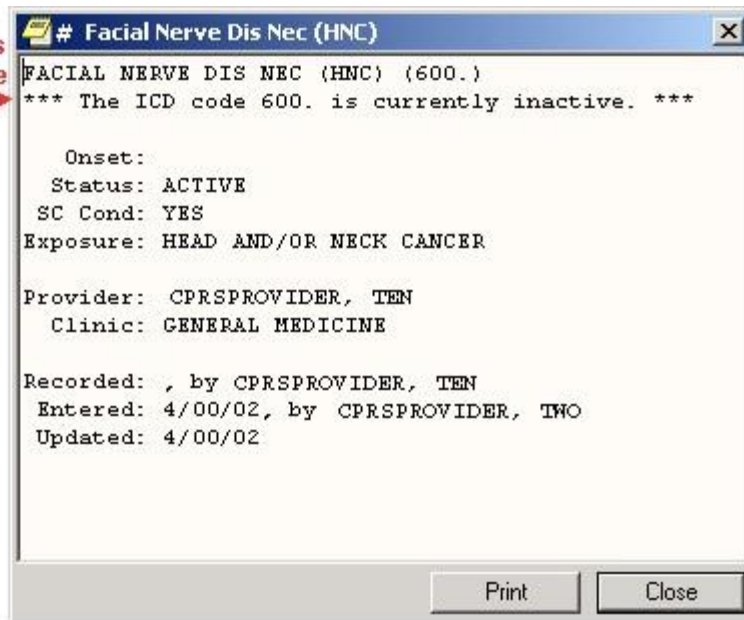 # Facial Nerve Dis Nec (HNC)
FACIAL NERVE DIS NEC (HNC) (600.)
*** The ICD code 600. is currently inactive. ***
Onset:
Status: ACTIVE
SC Cond: YES
Exposure: HEAD AND/OR NECK CANCER
Provider: CPRSPROVIDER, TEN
Clinic: GENERAL MEDICINE
Recorded: , by CPRSPROVIDER, TEN
Entered: 4/00/02, by CPRSPROVIDER, TWO
Updated: 4/00/02
Print Close